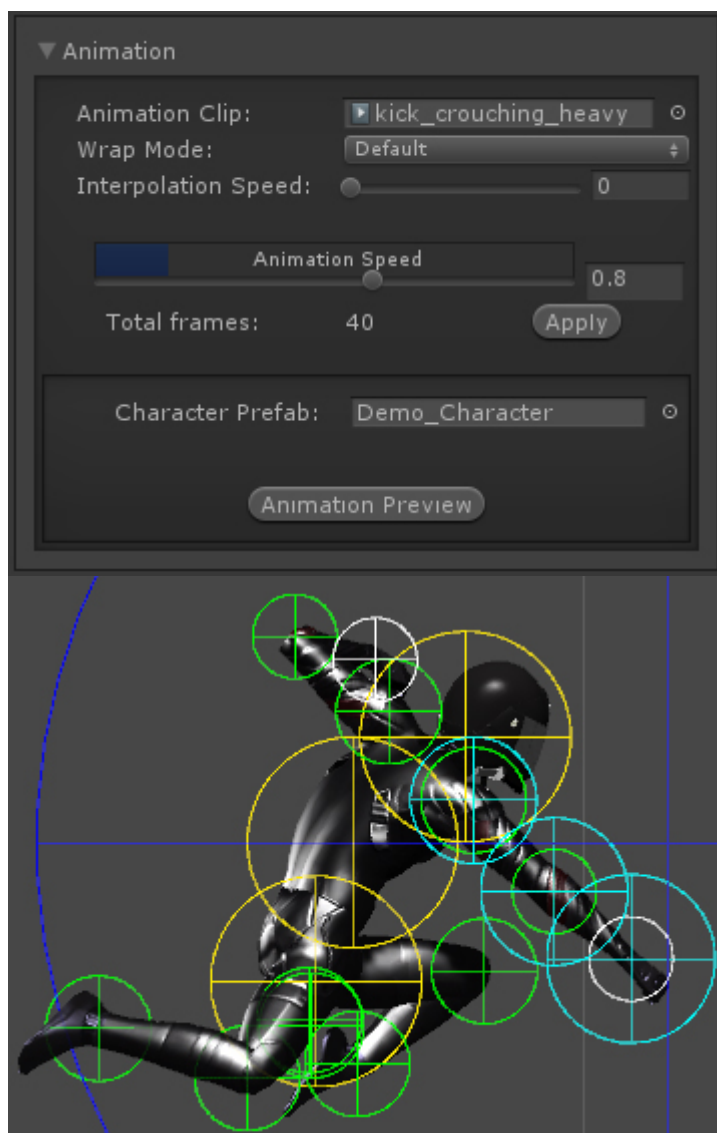 Animation
Animation Clip: kick_crouching_heavy
Wrap Mode: Default
Interpolation Speed: 0
Animation Speed
0.8
Total frames: 40 Apply
Character Prefab: Demo_Character
Animation Preview